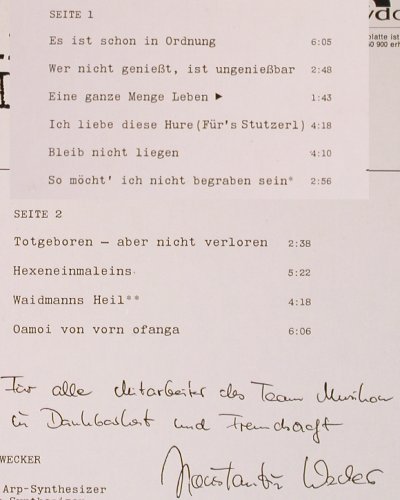 SEITE 1
Es ist schon in Ordnung 6:05
Wer nicht genießt, ist ungenießbar 2:48
Eine ganze Menge Leben ▶ 1:43
Ich liebe diese Hure (Für's Stutzerl) 4:18
Bleib nicht liegen 4:10
So möcht' ich nicht begraben sein* 2:56
platte ist
SEITE 2
Totgeboren — aber nicht verloren 2:38
Hexeneinmaleins 5:22
Waidmanns Heil** 4:18
Oamoi von vorn ofanga 6:06
Für alle Mitarbeiter des Team Musikon
in Dankbarkeit und Freundschaft
Konstantin Wecker
WECKER
Arp-Synthesizer